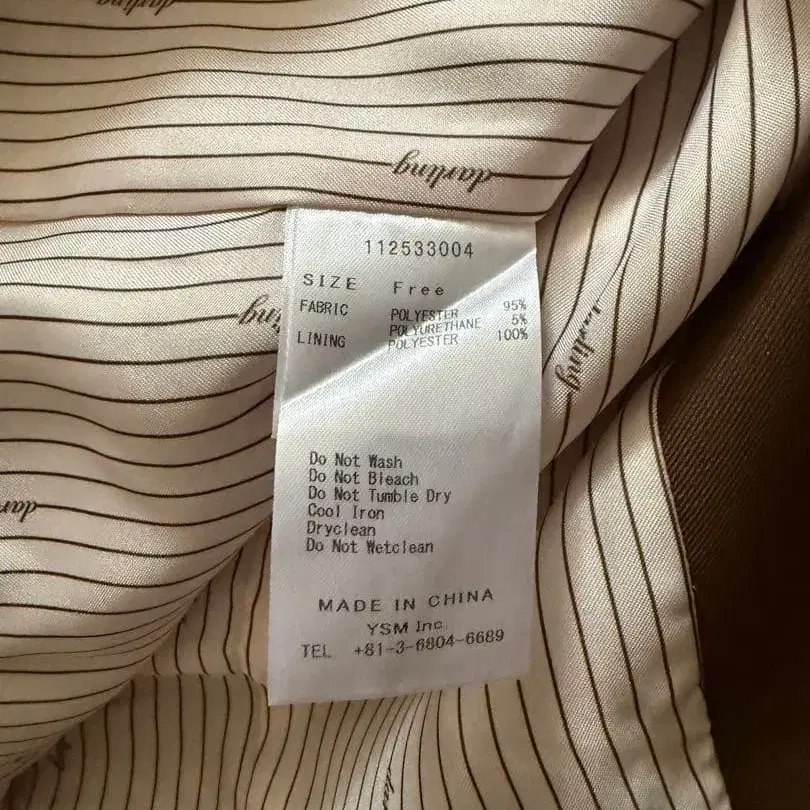 darling
darling
112533004
SIZE Free
FABRIC POLYESTER 95%
POLYURETHANE 5%
LINING POLYESTER 100%
Do Not Wash
Do Not Bleach
Do Not Tumble Dry
Cool Iron
Dryclean
Do Not Wetclean
MADE IN CHINA
YSM Inc.
TEL +81-3-6804-6689